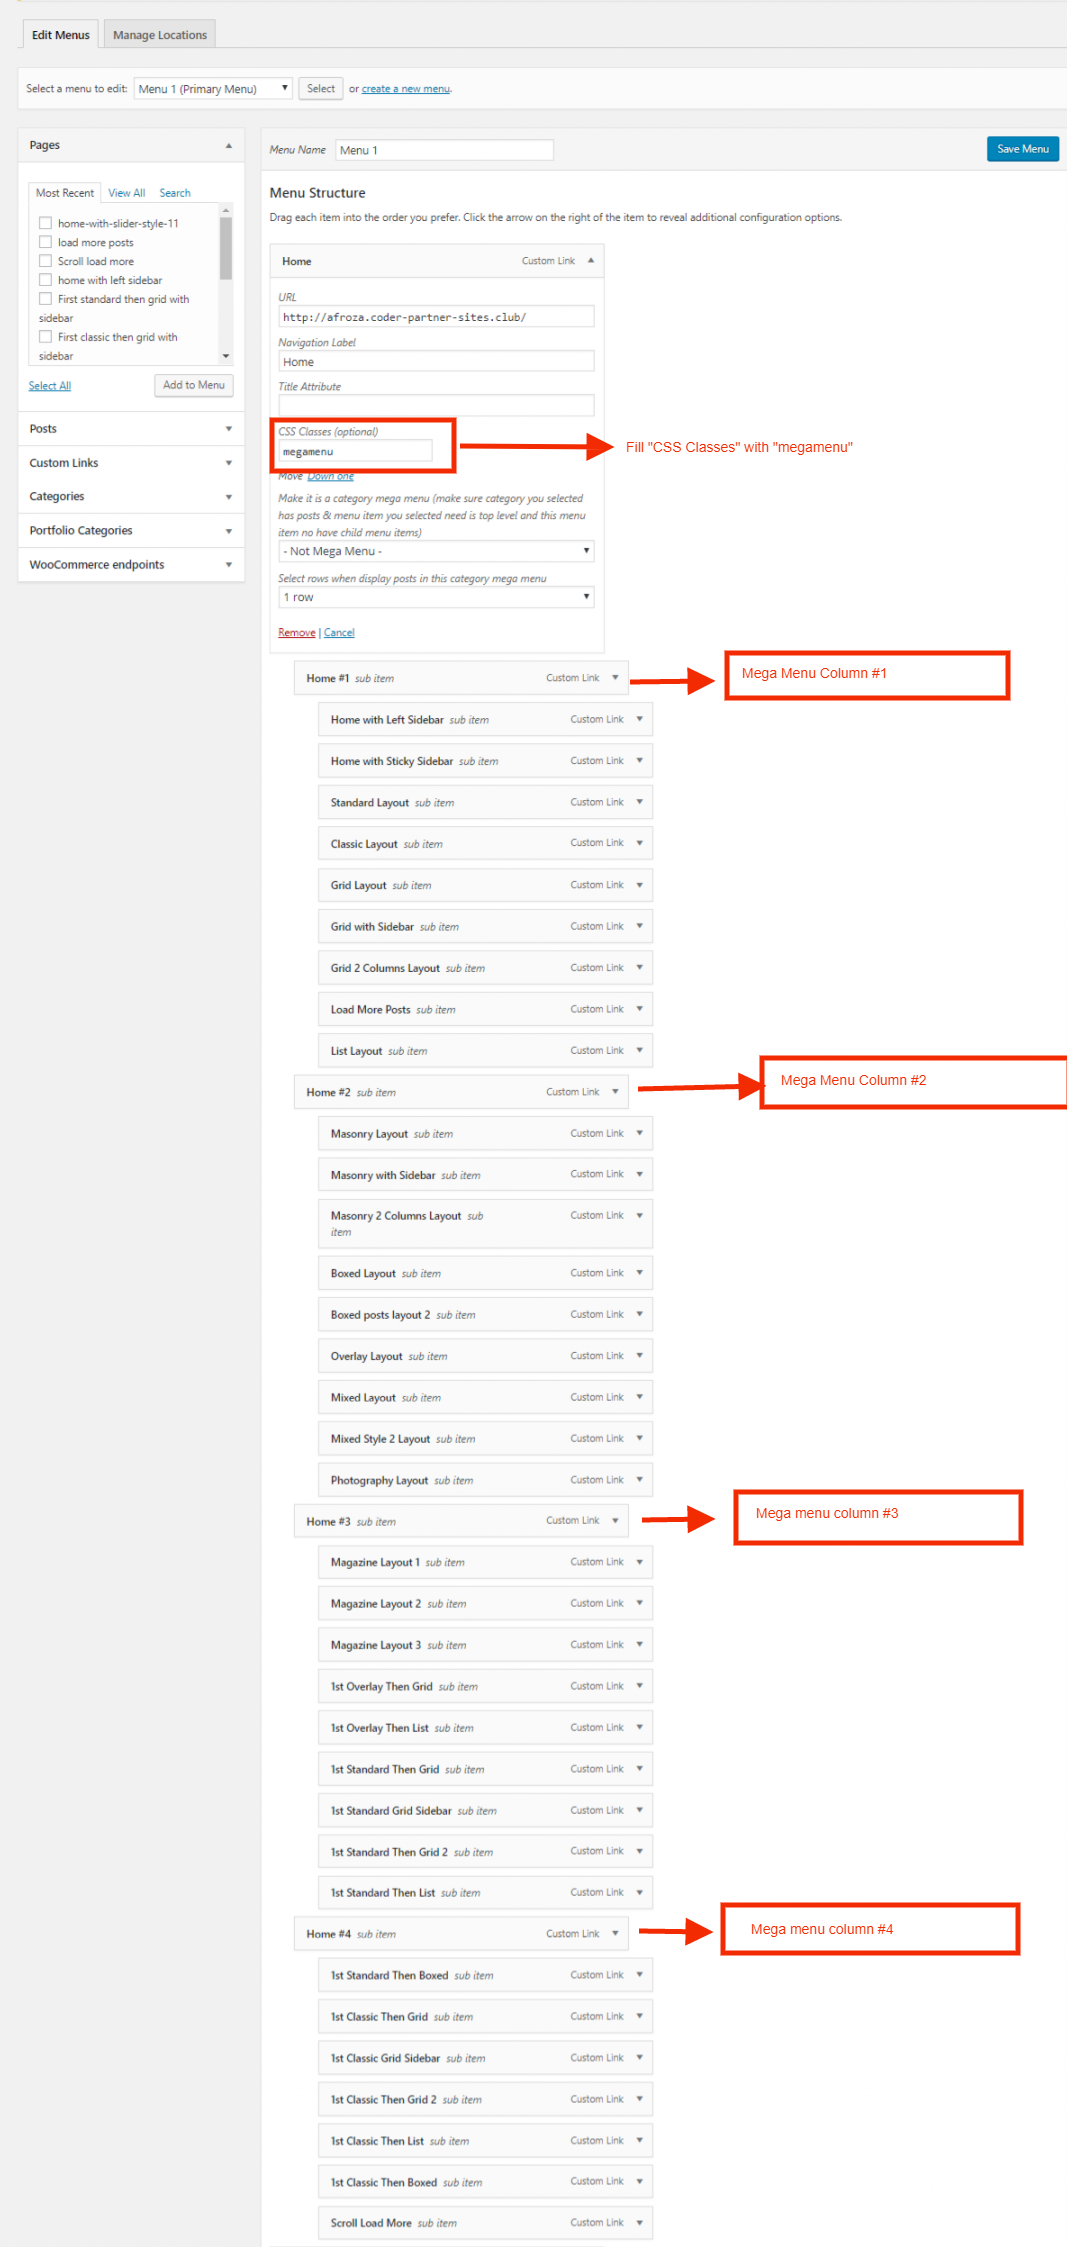 Edit Menus
Manage Locations
Select a menu to edit: Menu 1 (Primary Menu) Select or create a new menu.
Pages
Most Recent View All Search
home-with-slider-style-11
load more posts
Scroll load more
home with left sidebar
First standard then grid with
sidebar
First classic then grid with
sidebar
Select All Add to Menu
Posts
Custom Links
Categories
Portfolio Categories
WooCommerce endpoints
Menu Name Menu 1 Save Menu
Menu Structure
Drag each item into the order you prefer. Click the arrow on the right of the item to reveal additional configuration options.
Home Custom Link
URL
http://afroza.coder-partner-sites.club/
Navigation Label
Home
Title Attribute
CSS Classes (optional)
megamenu
Fill "CSS Classes" with "megamenu"
Move Down one
Make it is a category mega menu (make sure category you selected
has posts & menu item you selected need is top level and this menu
item no have child menu items)
- Not Mega Menu -
Select rows when display posts in this category mega menu
1 row
Remove | Cancel
Home #1 sub item Custom Link
Mega Menu Column #1
Home with Left Sidebar sub item Custom Link
Home with Sticky Sidebar sub item Custom Link
Standard Layout sub item Custom Link
Classic Layout sub item Custom Link
Grid Layout sub item Custom Link
Grid with Sidebar sub item Custom Link
Grid 2 Columns Layout sub item Custom Link
Load More Posts sub item Custom Link
List Layout sub item Custom Link
Home #2 sub item Custom Link
Mega Menu Column #2
Masonry Layout sub item Custom Link
Masonry with Sidebar sub item Custom Link
Masonry 2 Columns Layout sub Custom Link
item
Boxed Layout sub item Custom Link
Boxed posts layout 2 sub item Custom Link
Overlay Layout sub item Custom Link
Mixed Layout sub item Custom Link
Mixed Style 2 Layout sub item Custom Link
Photography Layout sub item Custom Link
Home #3 sub item Custom Link
Mega menu column #3
Magazine Layout 1 sub item Custom Link
Magazine Layout 2 sub item Custom Link
Magazine Layout 3 sub item Custom Link
1st Overlay Then Grid sub item Custom Link
1st Overlay Then List sub item Custom Link
1st Standard Then Grid sub item Custom Link
1st Standard Grid Sidebar sub item Custom Link
1st Standard Then Grid 2 sub item Custom Link
1st Standard Then List sub item Custom Link
Home #4 sub item Custom Link
Mega menu column #4
1st Standard Then Boxed sub item Custom Link
1st Classic Then Grid sub item Custom Link
1st Classic Grid Sidebar sub item Custom Link
1st Classic Then Grid 2 sub item Custom Link
1st Classic Then List sub item Custom Link
1st Classic Then Boxed sub item Custom Link
Scroll Load More sub item Custom Link